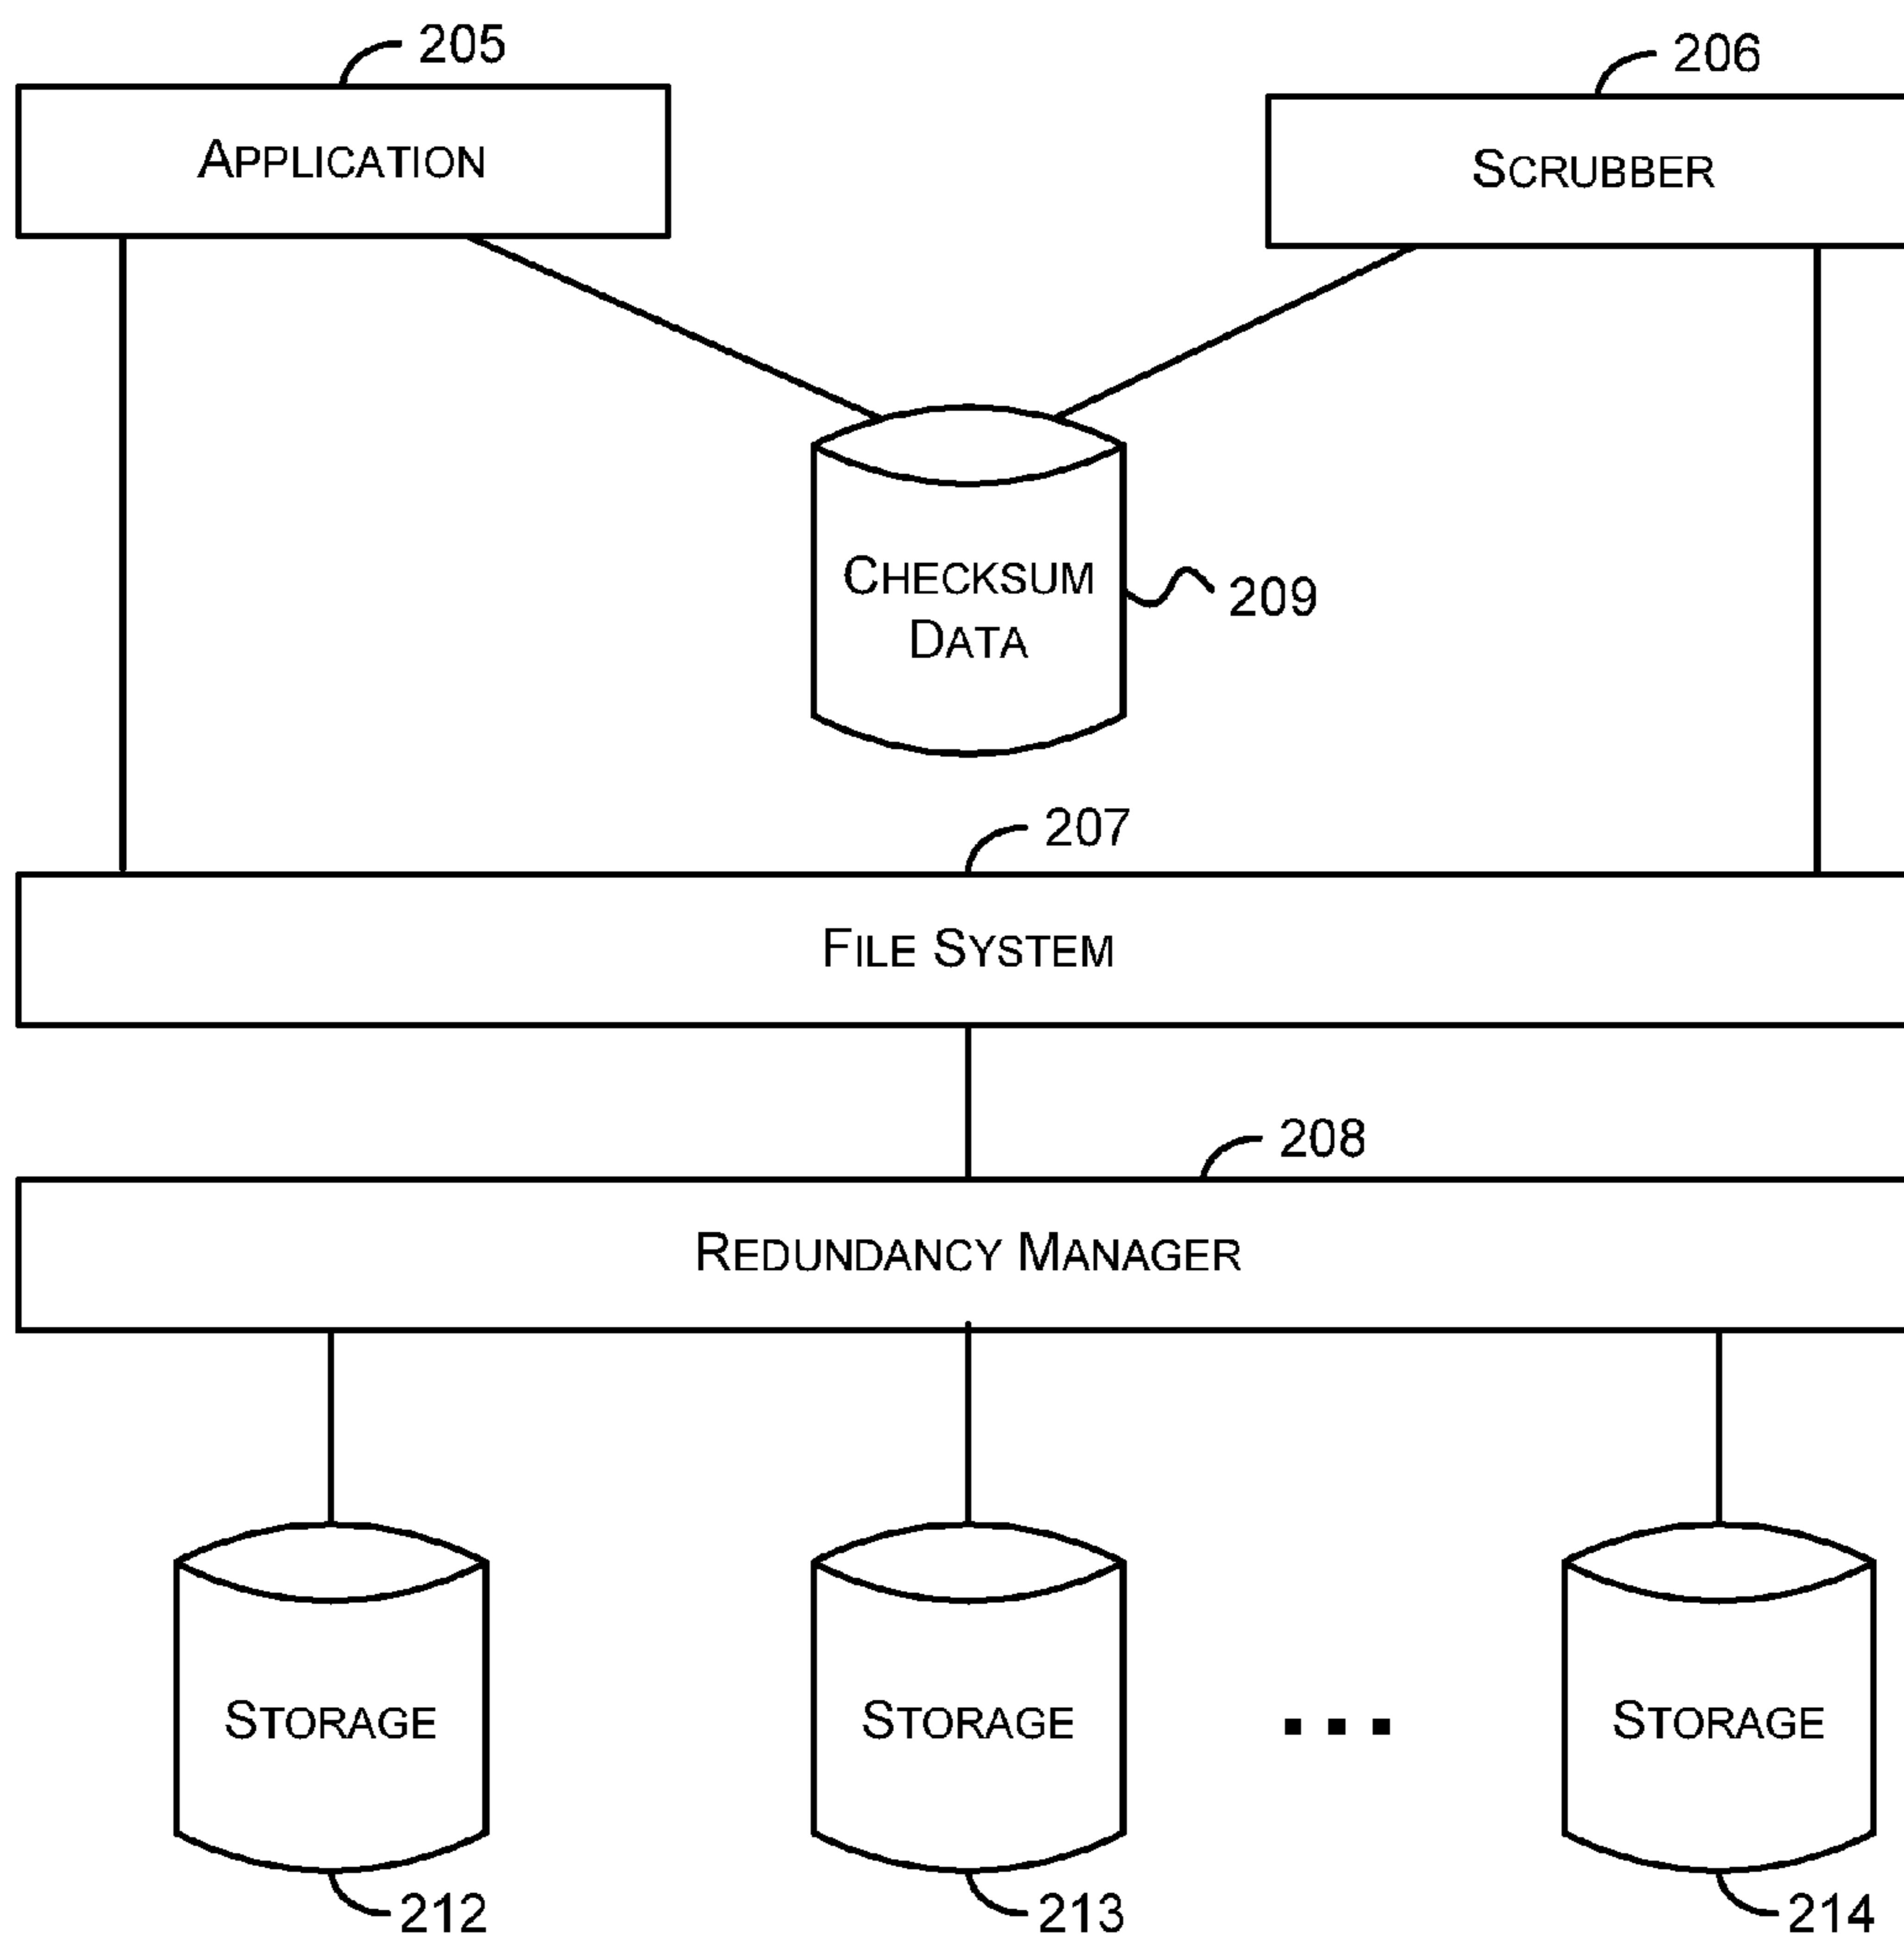 205
206
APPLICATION
SCRUBBER
CHECKSUM
DATA
209
207
FILE SYSTEM
208
REDUNDANCY MANAGER
STORAGE
STORAGE
...
STORAGE
212
213
214